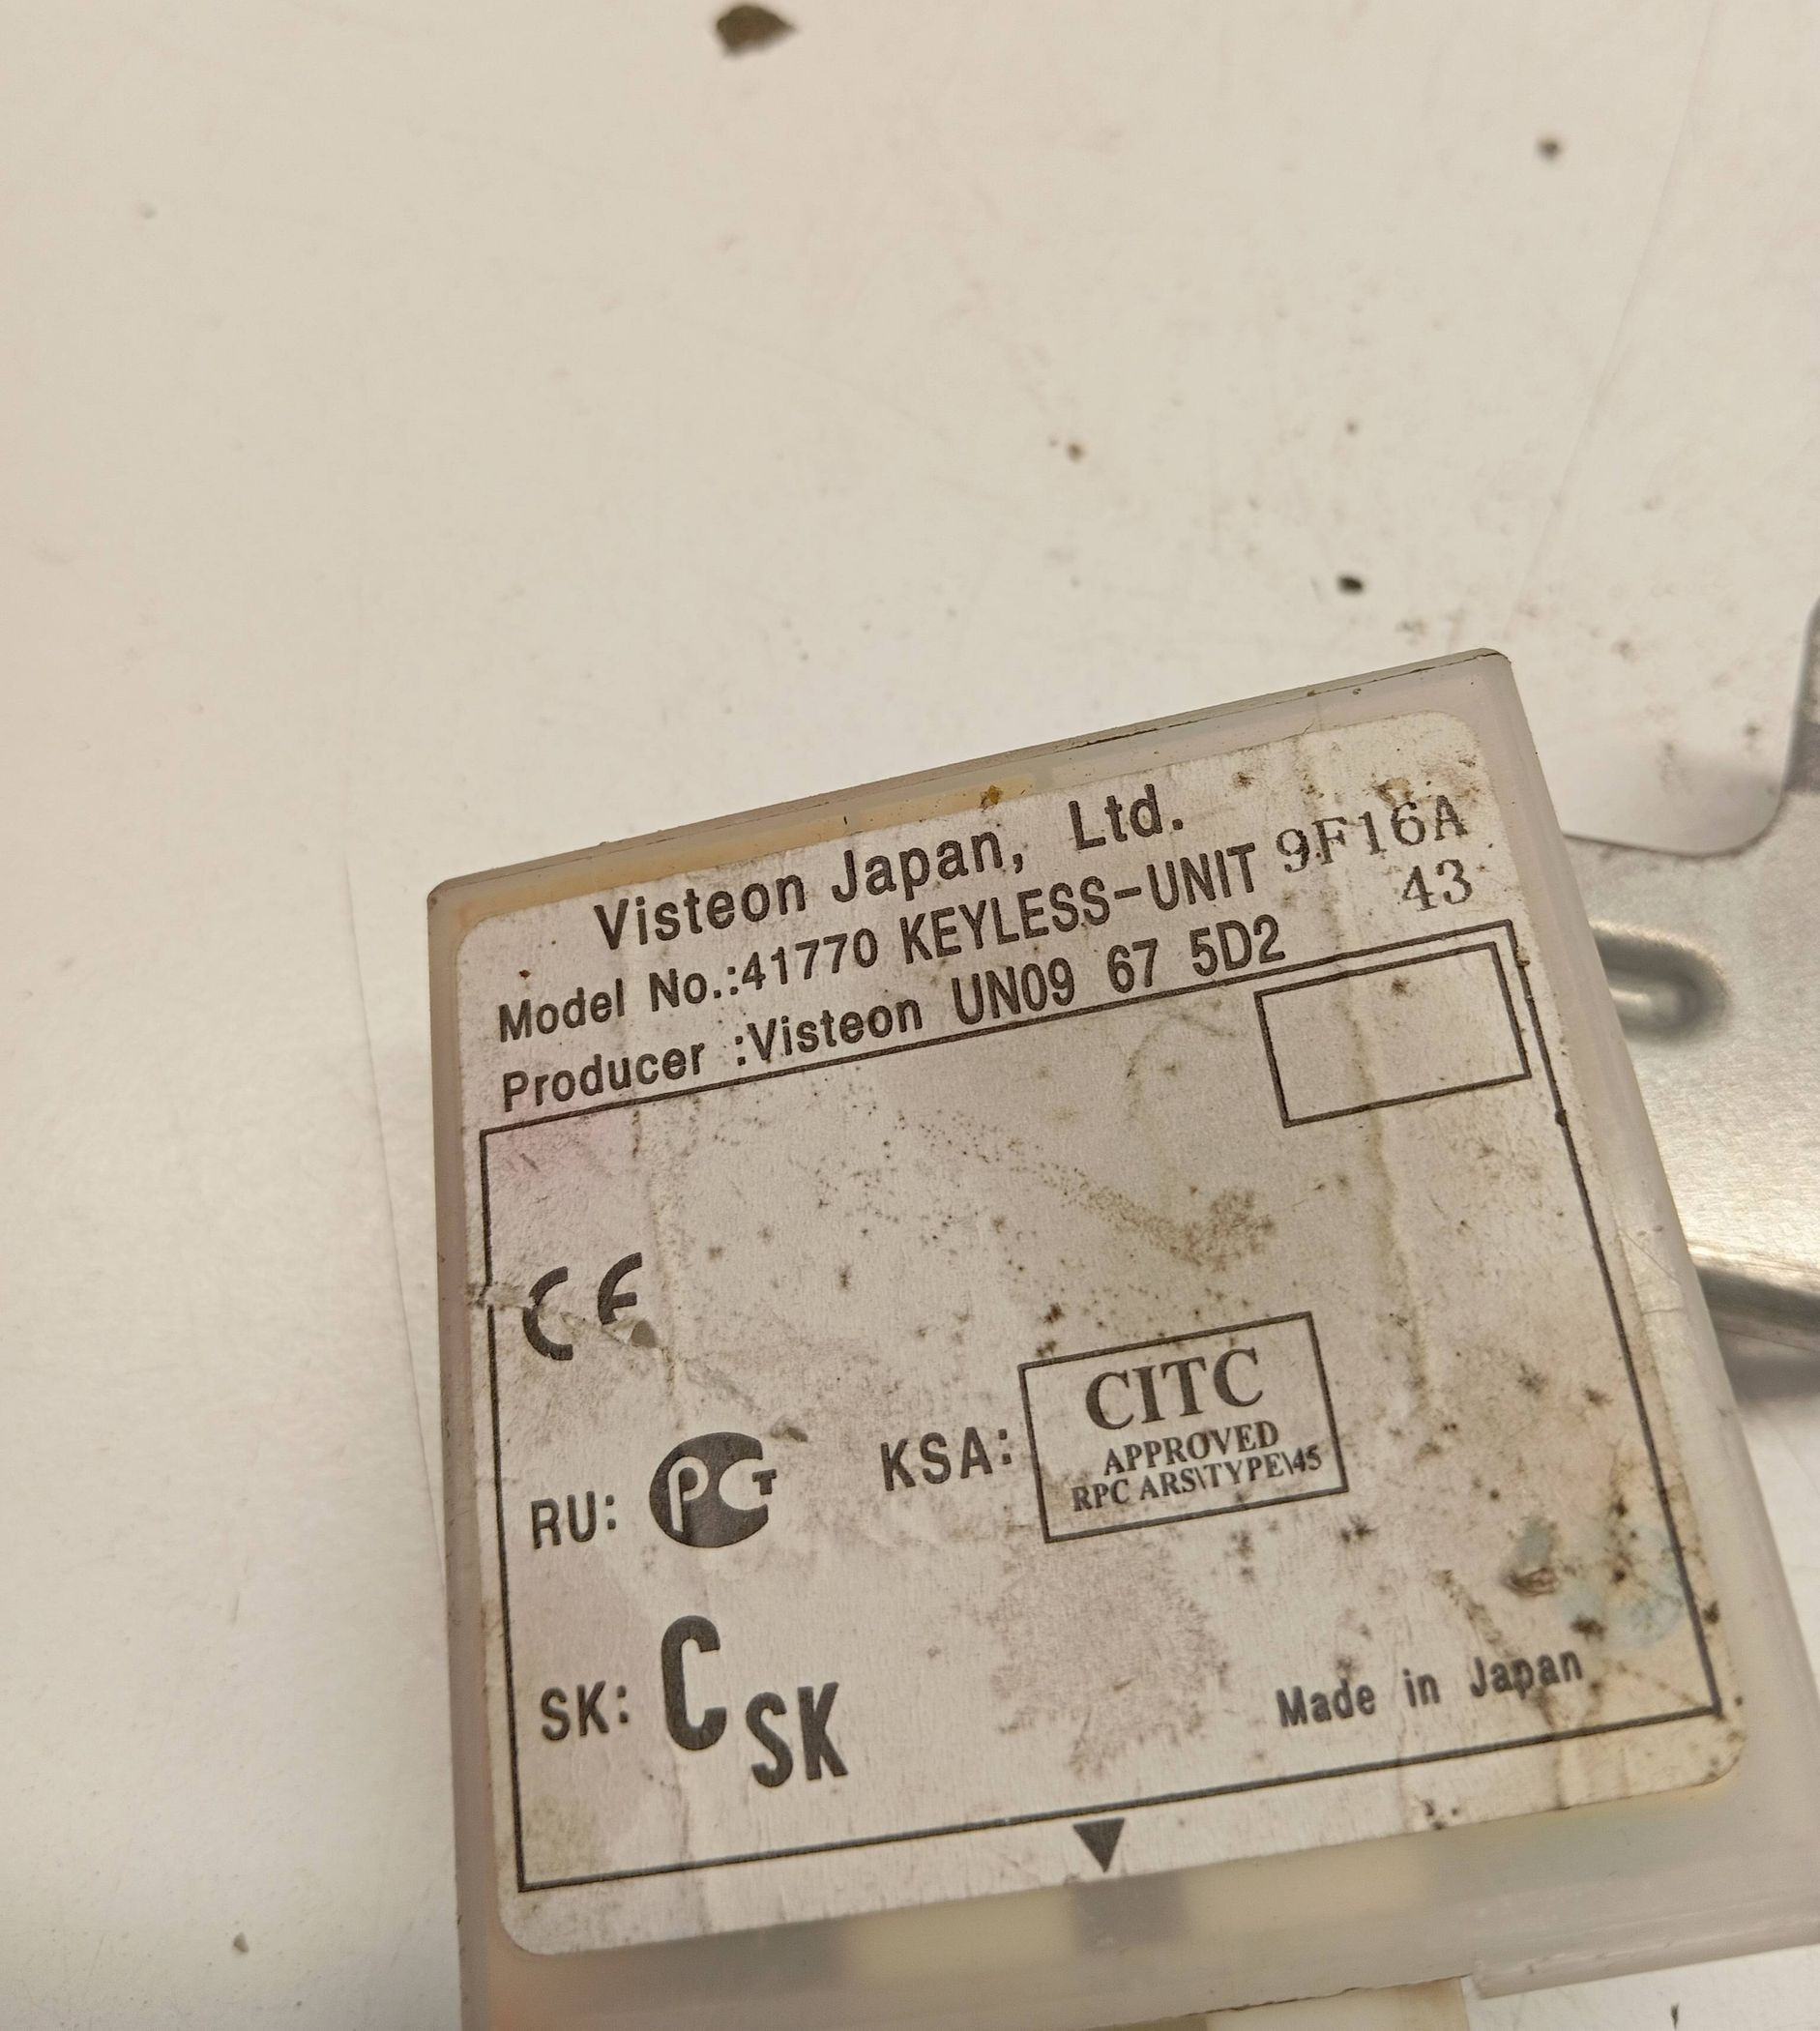 Visteon Japan, Ltd.
Model No.:41770 KEYLESS-UNIT 9F16A
43
Producer :Visteon UN09 67 5D2
CE
RU: PCT
KSA: CITC
APPROVED
RPC ARS\TYPE\45
SK: CSK
Made in Japan